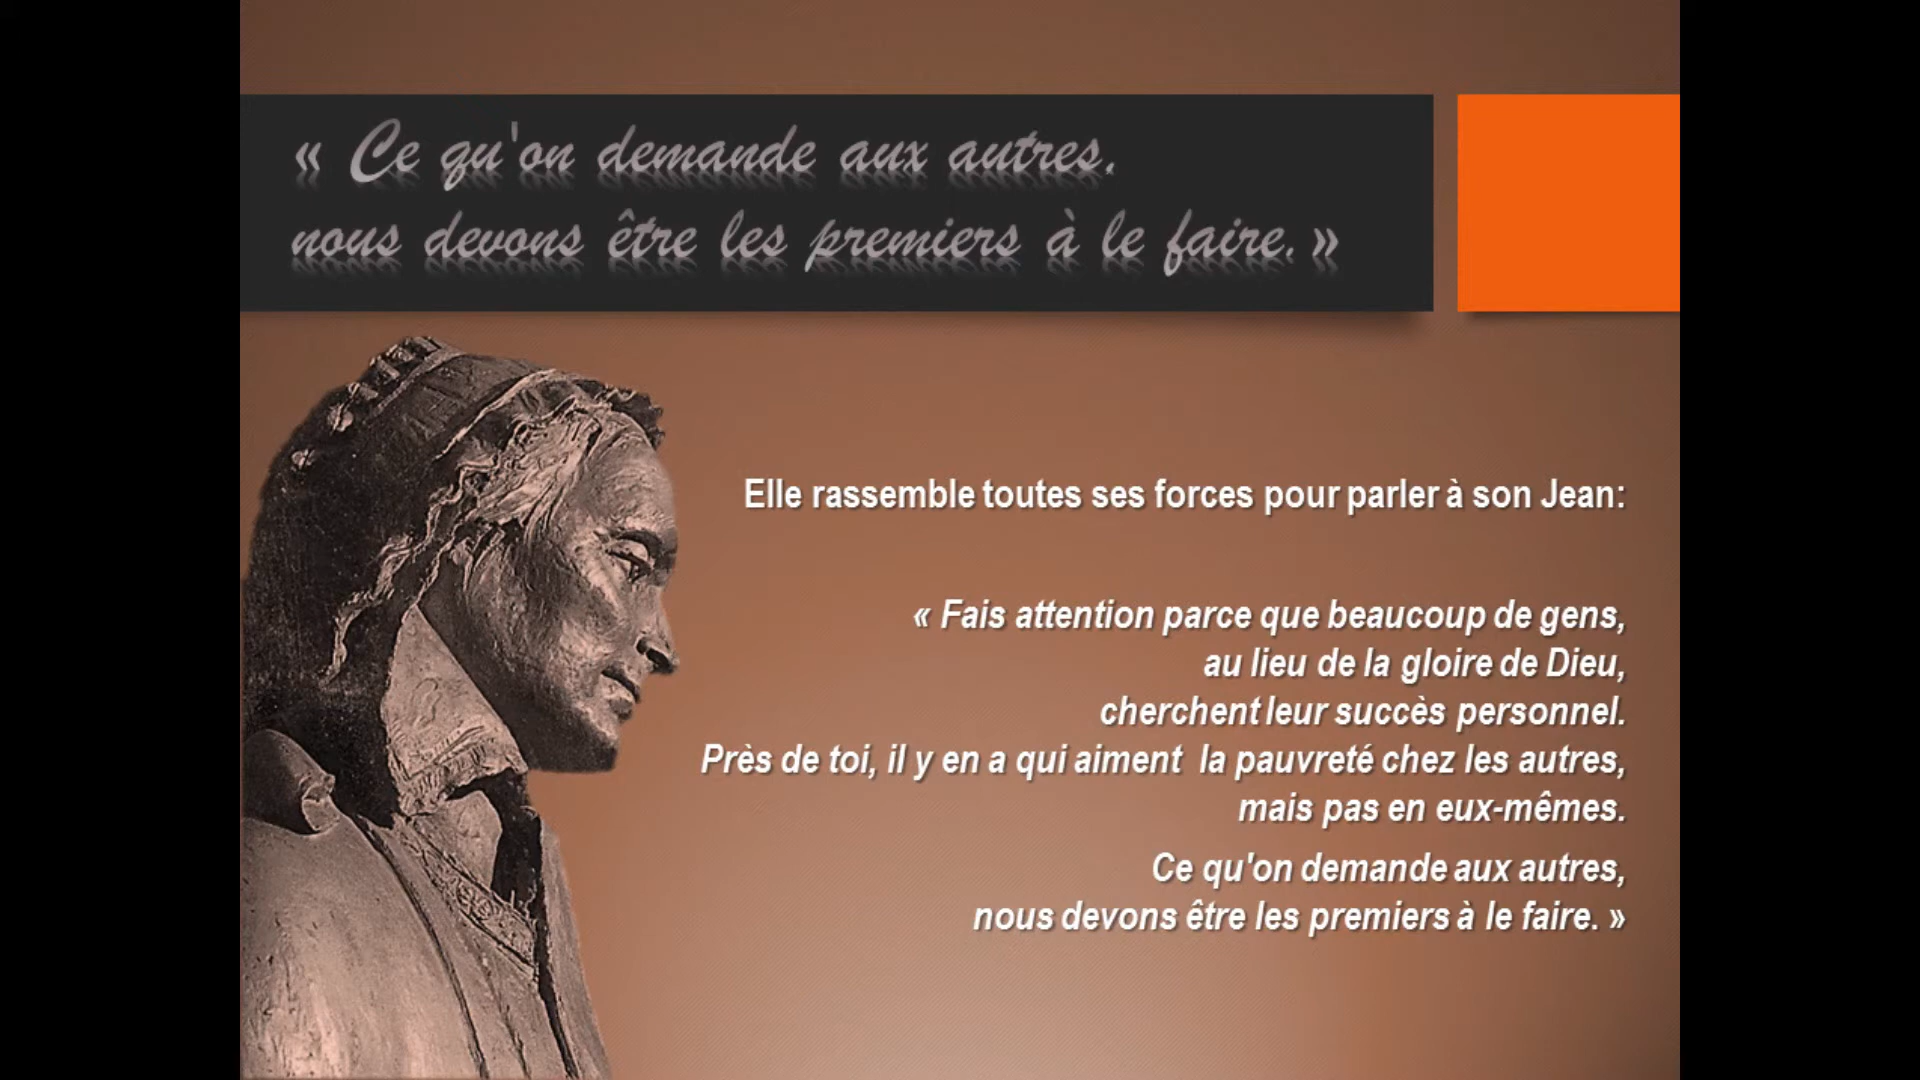 « Ce qu'on demande aux autres,
nous devons être les premiers à le faire. »
Elle rassemble toutes ses forces pour parler à son Jean:
« Fais attention parce que beaucoup de gens,
au lieu de la gloire de Dieu,
cherchent leur succès personnel.
Près de toi, il y en a qui aiment la pauvreté chez les autres,
mais pas en eux-mêmes.
Ce qu'on demande aux autres,
nous devons être les premiers à le faire. »